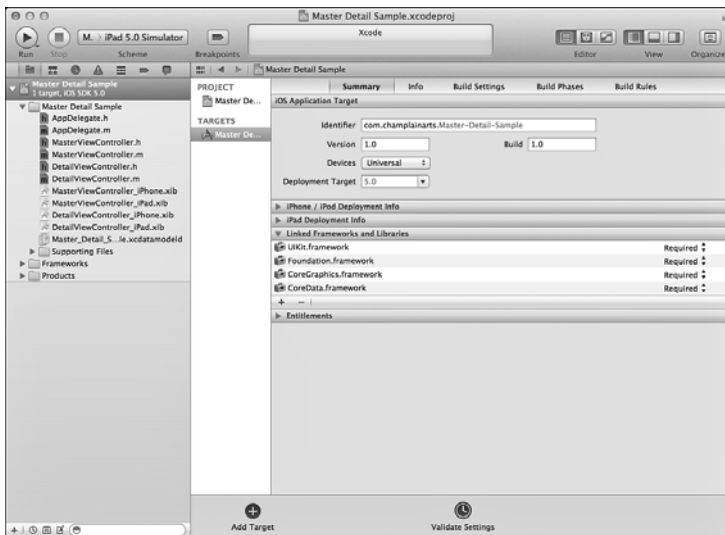 Master Detail Sample.xcodeproj
M... iPad 5.0 Simulator
Xcode
Run
Stop
Scheme
Breakpoints
Editor
View
Organizer
Master Detail Sample
Master Detail Sample
1 target, iOS SDK 5.0
Master Detail Sample
AppDelegate.h
AppDelegate.m
MasterViewController.h
MasterViewController.m
DetailViewController.h
DetailViewController.m
MasterViewController_iPhone.xib
MasterViewController_iPad.xib
DetailViewController_iPhone.xib
DetailViewController_iPad.xib
Master_Detail_S...le.xcdatamodeld
Supporting Files
Frameworks
Products
PROJECT
Master De...
TARGETS
Master De...
Summary
Info
Build Settings
Build Phases
Build Rules
iOS Application Target
Identifier com.champlainarts.Master-Detail-Sample
Version 1.0
Build 1.0
Devices Universal
Deployment Target 5.0
iPhone / iPod Deployment Info
iPad Deployment Info
Linked Frameworks and Libraries
UIKit.framework Required
Foundation.framework Required
CoreGraphics.framework Required
CoreData.framework Required
Entitlements
Add Target
Validate Settings